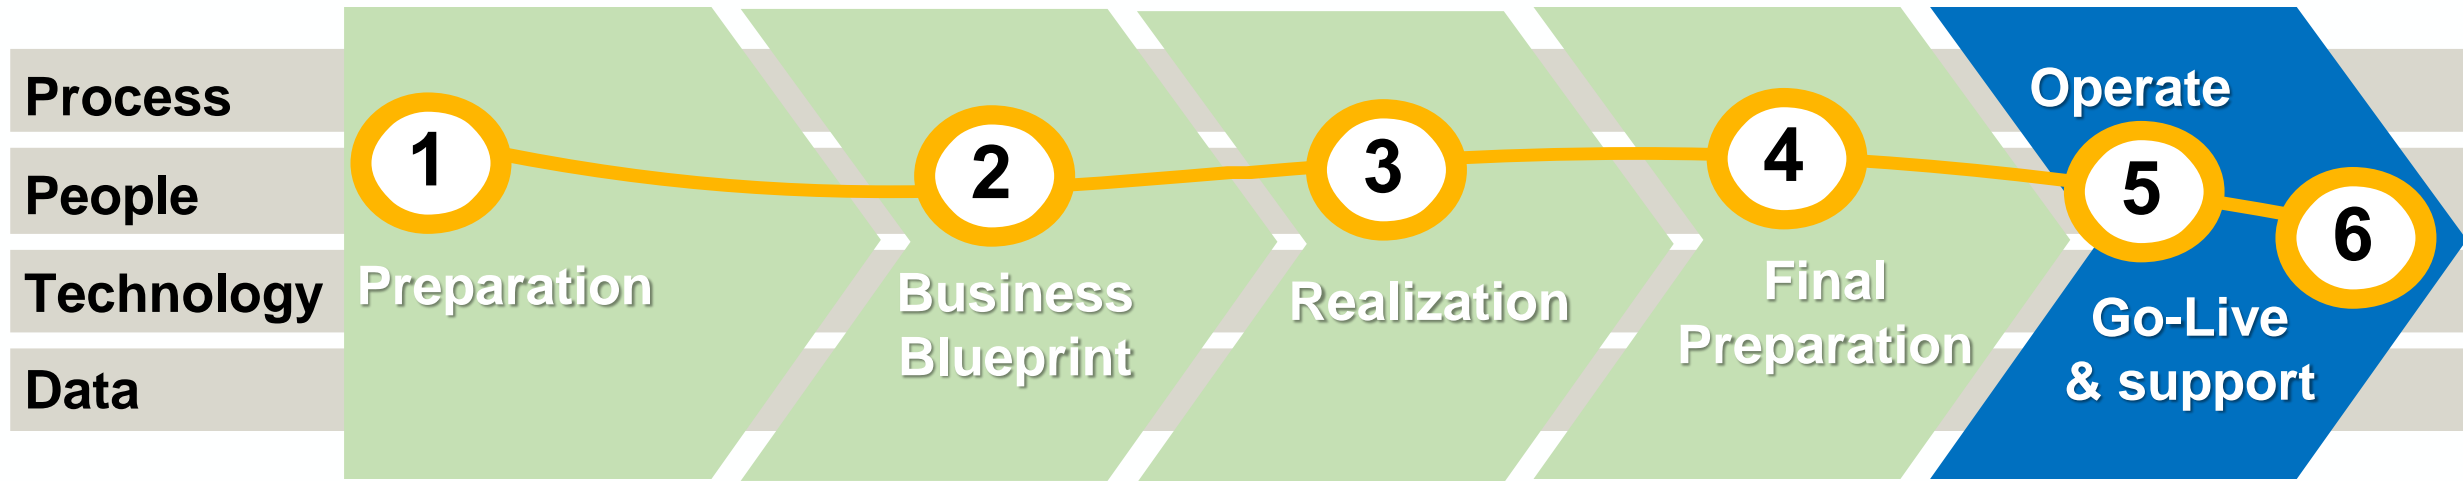 Process
People
Technology
Data
1
Preparation
2
Business
Blueprint
3
Realization
4
Final
Preparation
Operate
5
6
Go-Live
& support